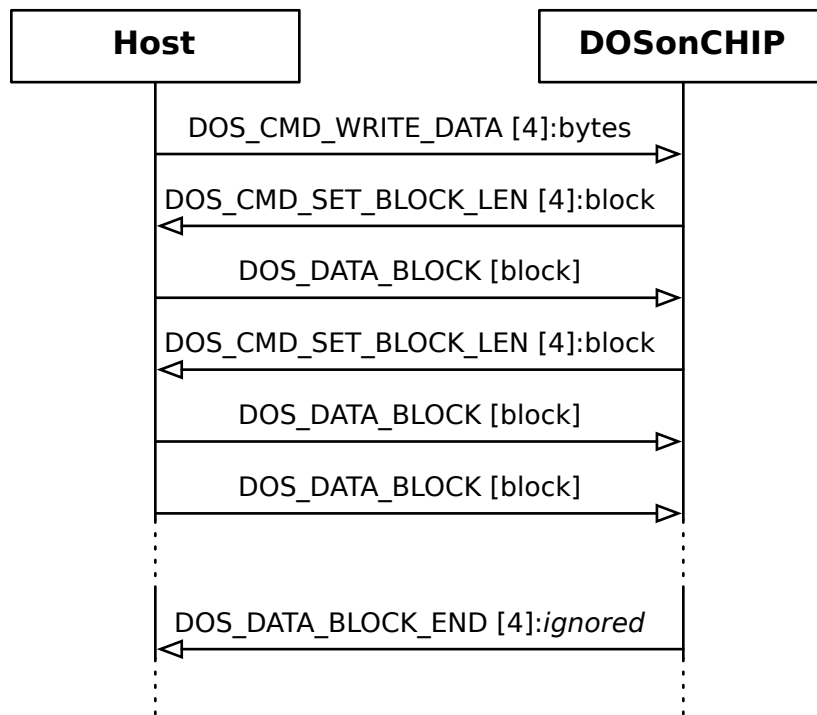 Host
DOSonCHIP
DOS_CMD_WRITE_DATA [4]:bytes
DOS_CMD_SET_BLOCK_LEN [4]:block
DOS_DATA_BLOCK [block]
DOS_CMD_SET_BLOCK_LEN [4]:block
DOS_DATA_BLOCK [block]
DOS_DATA_BLOCK [block]
DOS_DATA_BLOCK_END [4]:ignored